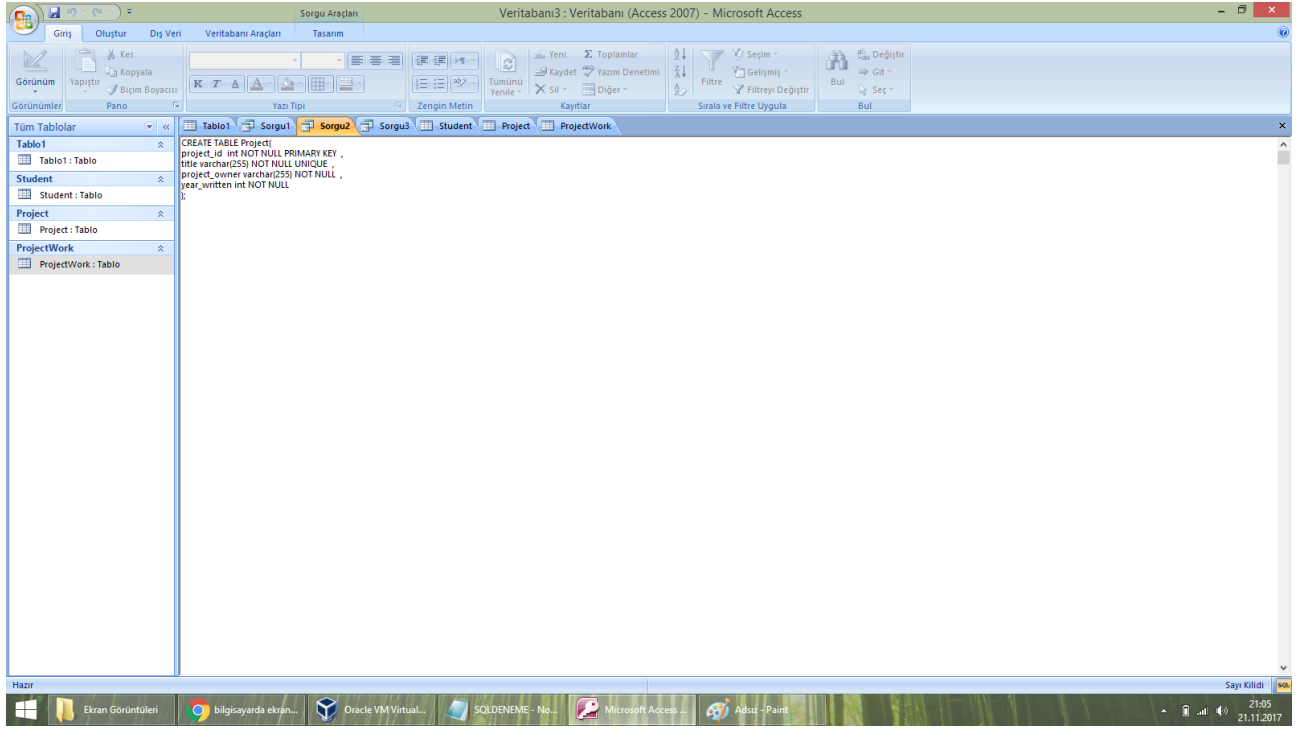 Sorgu Araçları
Veritabanı3 : Veritabanı (Access 2007) - Microsoft Access
Giriş Oluştur Dış Veri Veritabanı Araçları Tasarım
Görünüm
Görünümler
Yapıştır
Kes
Kopyala
Biçim Boyacısı
Pano
K T A
Yazı Tipi
Zengin Metin
Tümünü Yenile
Yeni
Kaydet
Sil
Toplamlar
Yazım Denetimi
Diğer
Kayıtlar
Filtre
Seçim
Gelişmiş
Filtreyi Değiştir
Sırala ve Filtre Uygula
Bul
Değiştir
Git
Seç
Bul
Tüm Tablolar
Tablo1
Tablo1 : Tablo
Student
Student : Tablo
Project
Project : Tablo
ProjectWork
ProjectWork : Tablo
Tablo1 Sorgu1 Sorgu2 Sorgu3 Student Project ProjectWork
CREATE TABLE Project(
project_id int NOT NULL PRIMARY KEY ,
title varchar(255) NOT NULL UNIQUE ,
project_owner varchar(255) NOT NULL ,
year_written int NOT NULL
);
Hazır
Sayı Kilidi
SQL
Ekran Görüntüleri
bilgisayarda ekran...
Oracle VM Virtual...
SQLDENEME - No...
Microsoft Access ...
Adsız - Paint
21:05
21.11.2017